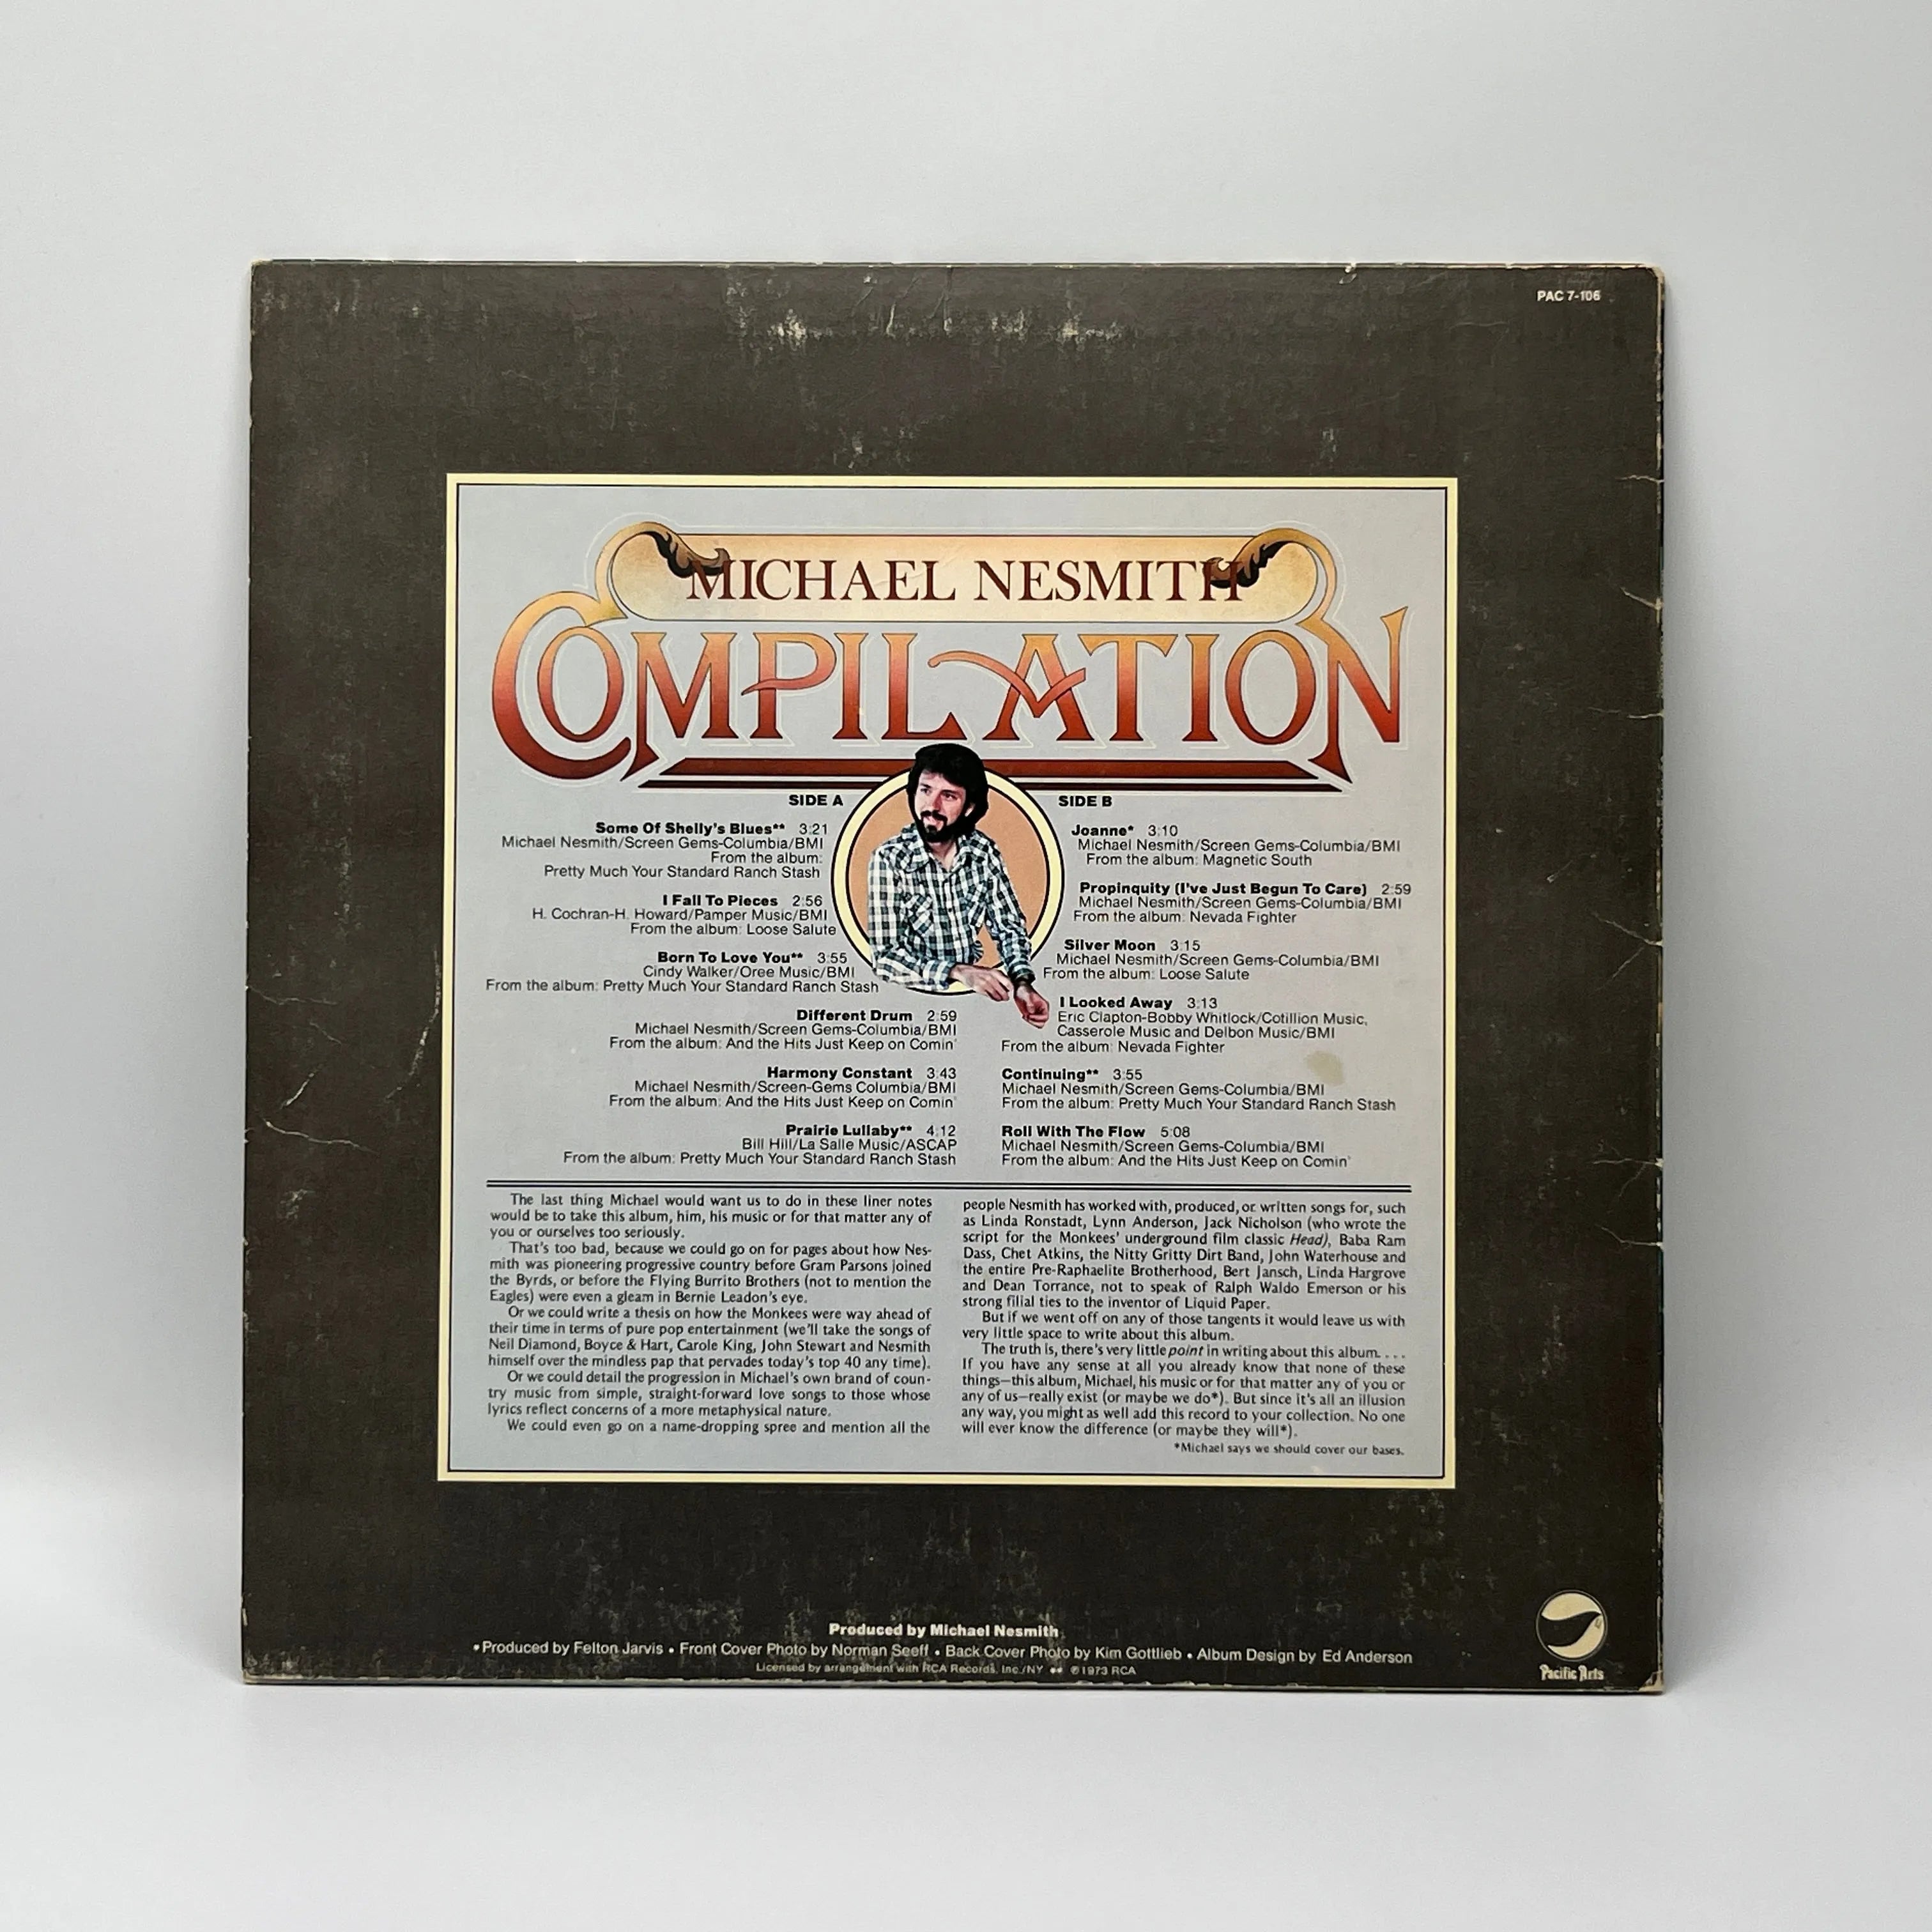 PAC 7-106
MICHAEL NESMITH
COMPILATION
SIDE A
Some Of Shelly's Blues** 3:21
Michael Nesmith/Screen Gems-Columbia/BMI
From the album:
Pretty Much Your Standard Ranch Stash
I Fall To Pieces 2:56
H. Cochran-H. Howard/Pamper Music/BMI
From the album: Loose Salute
Born To Love You** 3:55
Cindy Walker/Oree Music/BMI
From the album: Pretty Much Your Standard Ranch Stash
Different Drum 2:59
Michael Nesmith/Screen Gems-Columbia/BMI
From the album: And the Hits Just Keep on Comin'
Harmony Constant 3:43
Michael Nesmith/Screen-Gems Columbia/BMI
From the album: And the Hits Just Keep on Comin'
Prairie Lullaby** 4:12
Bill Hill/La Salle Music/ASCAP
From the album: Pretty Much Your Standard Ranch Stash
SIDE B
Joanne* 3:10
Michael Nesmith/Screen Gems-Columbia/BMI
From the album: Magnetic South
Propinquity (I've Just Begun To Care) 2:59
Michael Nesmith/Screen Gems-Columbia/BMI
From the album: Nevada Fighter
Silver Moon 3:15
Michael Nesmith/Screen Gems-Columbia/BMI
From the album: Loose Salute
I Looked Away 3:13
Eric Clapton-Bobby Whitlock/Cotillion Music,
Casserole Music and Delbon Music/BMI
From the album: Nevada Fighter
Continuing** 3:55
Michael Nesmith/Screen Gems-Columbia/BMI
From the album: Pretty Much Your Standard Ranch Stash
Roll With The Flow 5:08
Michael Nesmith/Screen Gems-Columbia/BMI
From the album: And the Hits Just Keep on Comin'
The last thing Michael would want us to do in these liner notes
would be to take this album, him, his music or for that matter any of
you or ourselves too seriously.
That's too bad, because we could go on for pages about how Nes-
mith was pioneering progressive country before Gram Parsons joined
the Byrds, or before the Flying Burrito Brothers (not to mention the
Eagles) were even a gleam in Bernie Leadon's eye.
Or we could write a thesis on how the Monkees were way ahead of
their time in terms of pure pop entertainment (we'll take the songs of
Neil Diamond, Boyce & Hart, Carole King, John Stewart and Nesmith
himself over the mindless pap that pervades today's top 40 any time).
Or we could detail the progression in Michael's own brand of coun-
try music from simple, straight-forward love songs to those whose
lyrics reflect concerns of a more metaphysical nature.
We could even go on a name-dropping spree and mention all the
people Nesmith has worked with, produced, or written songs for, such
as Linda Ronstadt, Lynn Anderson, Jack Nicholson (who wrote the
script for the Monkees' underground film classic Head), Baba Ram
Dass, Chet Atkins, the Nitty Gritty Dirt Band, John Waterhouse and
the entire Pre-Raphaelite Brotherhood, Bert Jansch, Linda Hargrove
and Dean Torrance, not to speak of Ralph Waldo Emerson or his
strong filial ties to the inventor of Liquid Paper.
But if we went off on any of those tangents it would leave us with
very little space to write about this album.
The truth is, there's very little point in writing about this album....
If you have any sense at all you already know that none of these
things—this album, Michael, his music or for that matter any of you or
any of us—really exist (or maybe we do*). But since it's all an illusion
any way, you might as well add this record to your collection. No one
will ever know the difference (or maybe they will*).
*Michael says we should cover our bases.
Produced by Michael Nesmith
*Produced by Felton Jarvis • Front Cover Photo by Norman Seeff • Back Cover Photo by Kim Gottlieb • Album Design by Ed Anderson
Licensed by arrangement with RCA Records, Inc./NY ** ℗1973 RCA
Pacific Arts